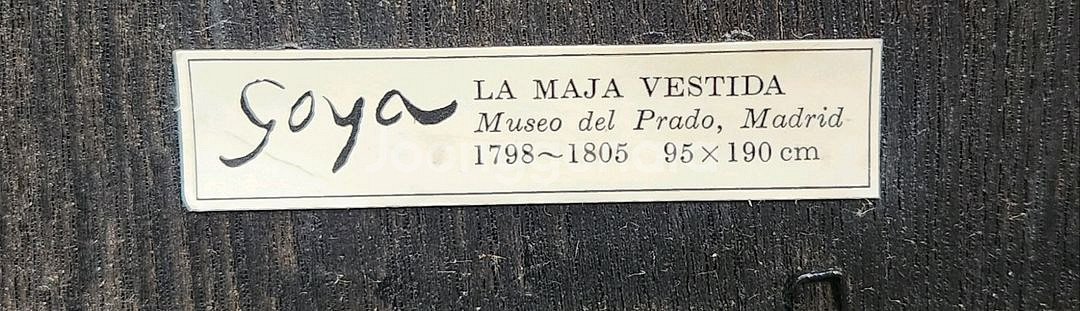 Goya
LA MAJA VESTIDA
Museo del Prado, Madrid
1798～1805 95×190 cm